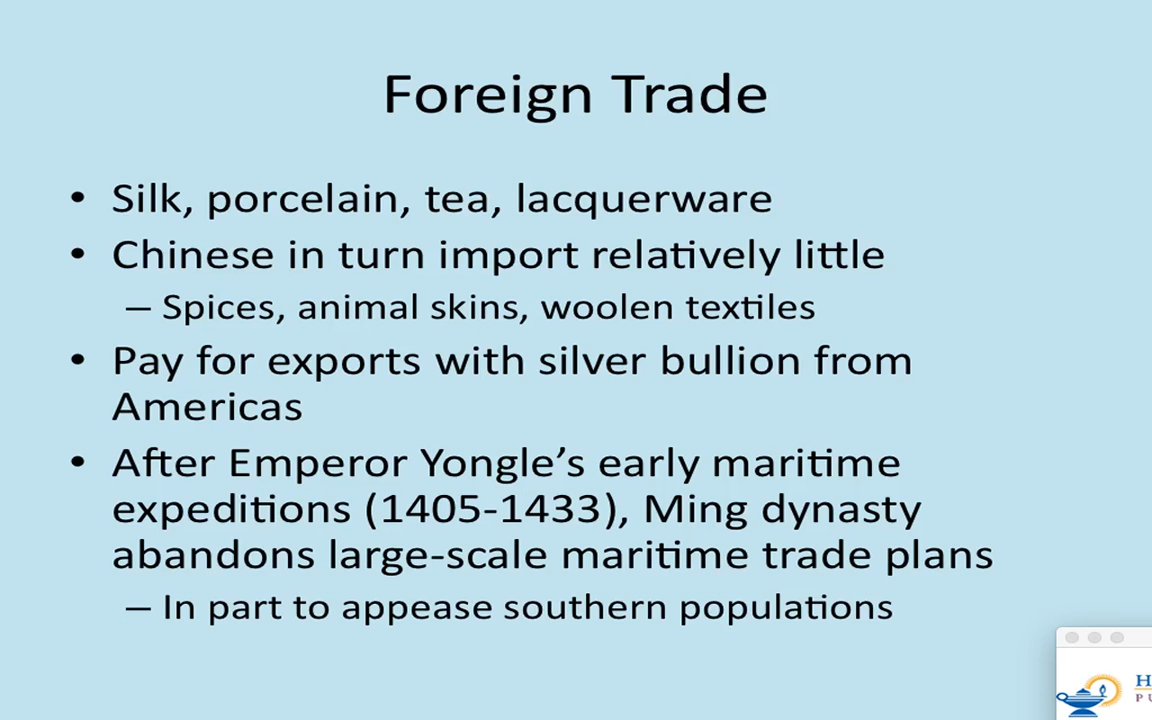 Foreign Trade
• Silk, porcelain, tea, lacquerware
• Chinese in turn import relatively little
– Spices, animal skins, woolen textiles
• Pay for exports with silver bullion from
Americas
• After Emperor Yongle’s early maritime
expeditions (1405-1433), Ming dynasty
abandons large-scale maritime trade plans
– In part to appease southern populations